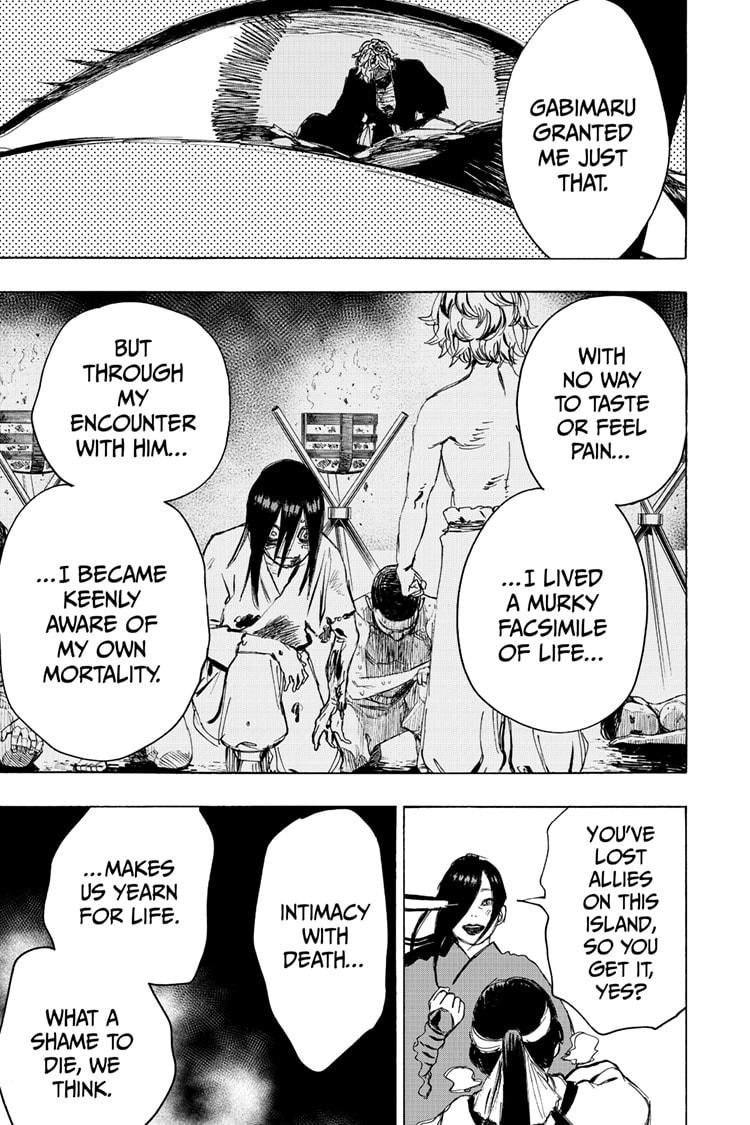 GABIMARU
GRANTED
ME JUST
THAT.
WITH
NO WAY
TO TASTE
OR FEEL
PAIN...
...I LIVED
A MURKY
FACSIMILE
OF LIFE...
BUT
THROUGH
MY
ENCOUNTER
WITH HIM...
...I BECAME
KEENLY
AWARE OF
MY OWN
MORTALITY.
YOU'VE
LOST
ALLIES
ON THIS
ISLAND,
SO YOU
GET IT,
YES?
INTIMACY
WITH
DEATH...
...MAKES
US YEARN
FOR LIFE.
WHAT A
SHAME TO
DIE, WE
THINK.